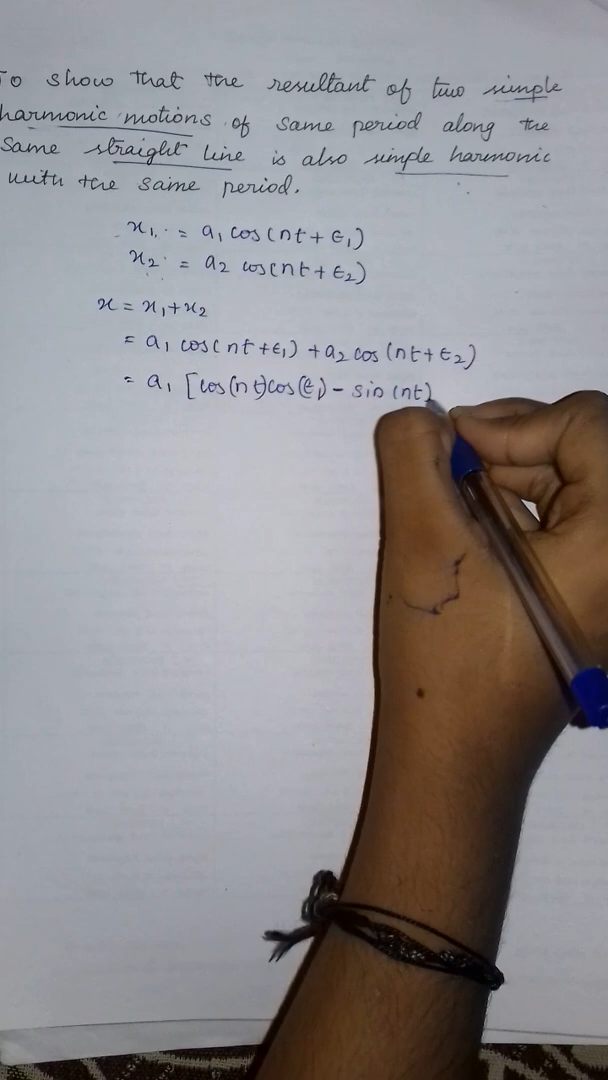 To show that the resultant of two simple
harmonic motions of same period along the
same straight line is also simple harmonic
with the same period.
x₁ = a₁ cos(nt + ϵ₁)
x₂ = a₂ cos(nt + ϵ₂)
x = x₁ + x₂
= a₁ cos(nt + ϵ₁) + a₂ cos(nt + ϵ₂)
= a₁ [cos(nt)cos(ϵ₁) - sin(nt)